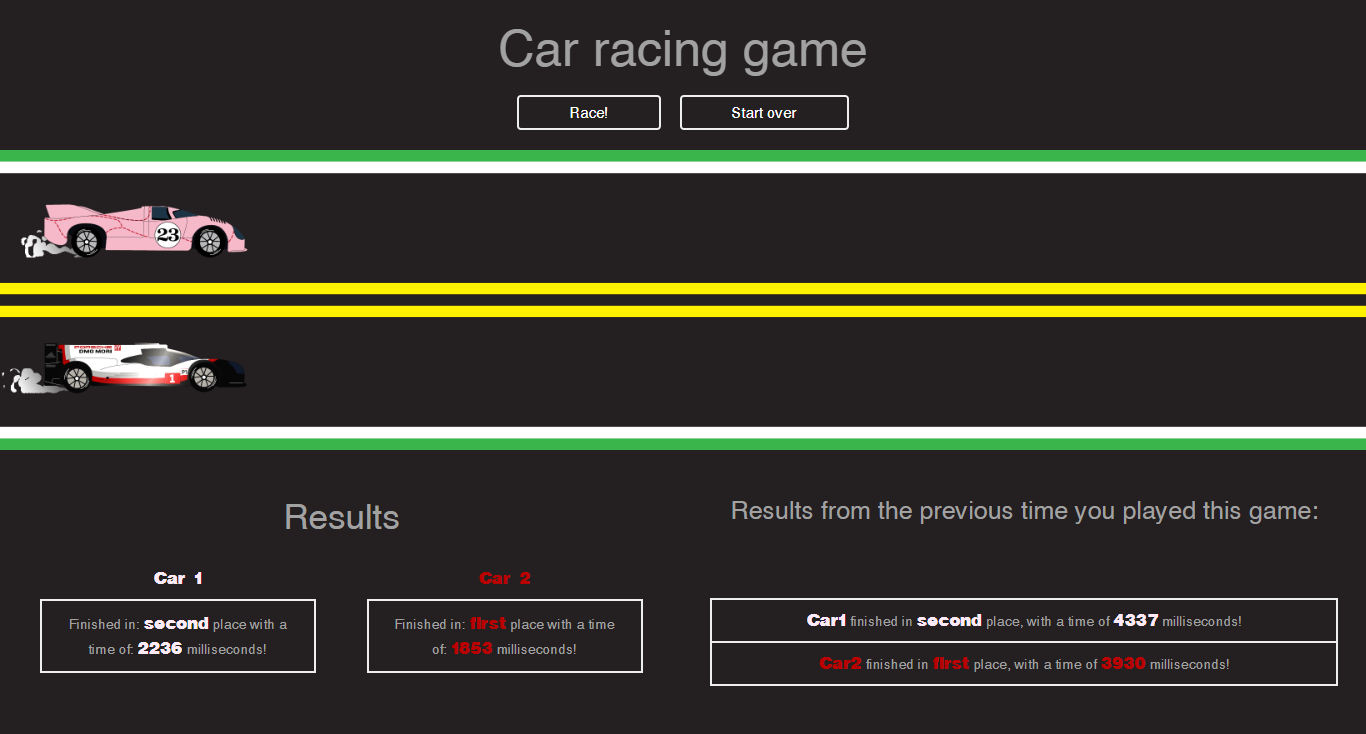 Car racing game
Race!
Start over
23
PORSCHE
DMG MORI
1
Results
Results from the previous time you played this game:
Car 1
Car 2
Finished in: second place with a
time of: 2236 milliseconds!
Finished in: first place with a time
of: 1853 milliseconds!
Car1 finished in second place, with a time of 4337 milliseconds!
Car2 finished in first place, with a time of 3930 milliseconds!